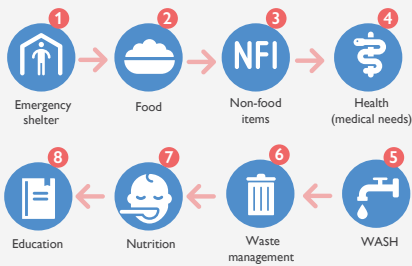 1
2
3
4
NFI
Emergency
shelter
Food
Non-food
items
Health
(medical needs)
8
7
6
5
Education
Nutrition
Waste
management
WASH